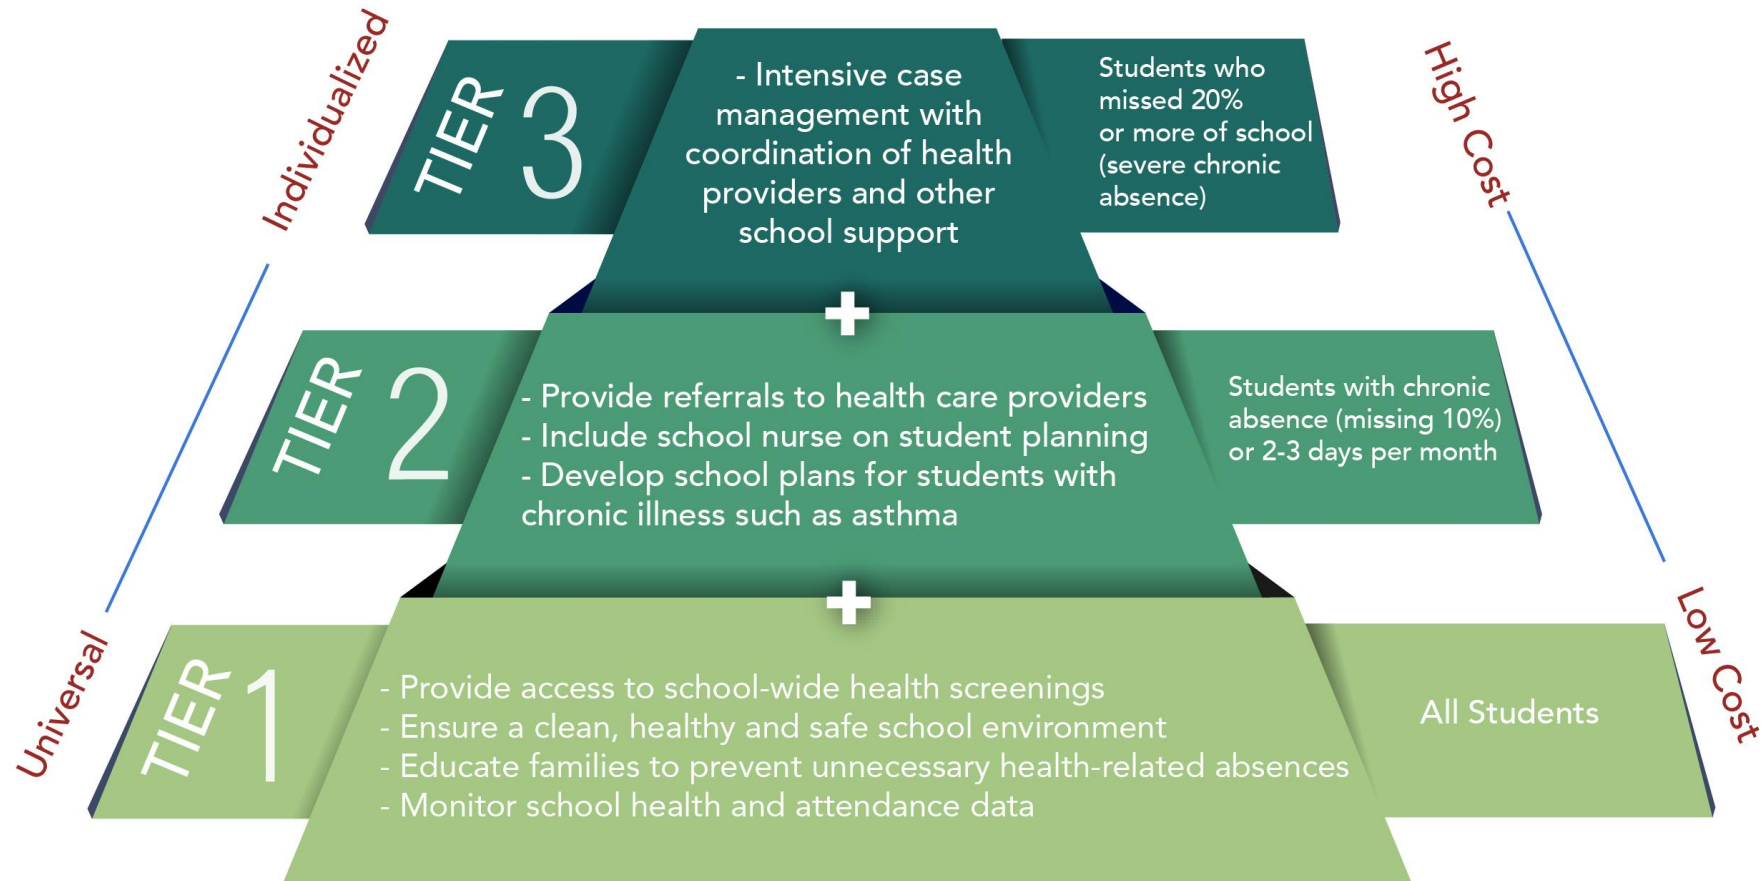 Individualized
Universal
TIER 3
- Intensive case
management with
coordination of health
providers and other
school support
Students who
missed 20%
or more of school
(severe chronic
absence)
High Cost
TIER 2
- Provide referrals to health care providers
- Include school nurse on student planning
- Develop school plans for students with
chronic illness such as asthma
Students with chronic
absence (missing 10%)
or 2-3 days per month
TIER 1
- Provide access to school-wide health screenings
- Ensure a clean, healthy and safe school environment
- Educate families to prevent unnecessary health-related absences
- Monitor school health and attendance data
All Students
Low Cost